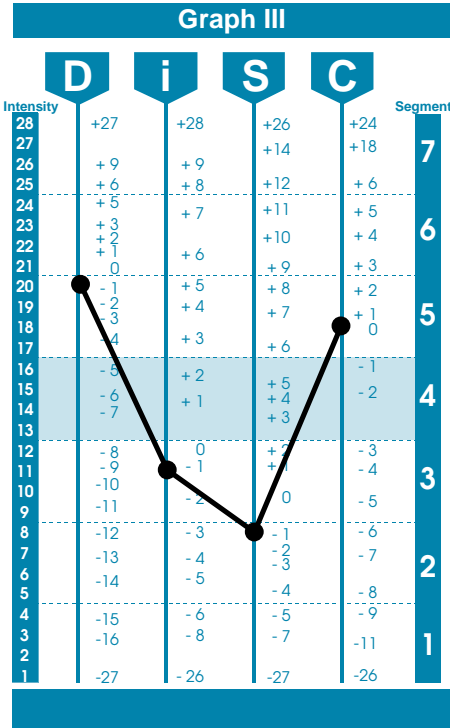 Graph III
D i S C
Intensity Segment
28 +27 +28 +26 +24
27 +14 +18 7
26 + 9 + 9
25 + 6 + 8 +12 + 6
24 + 5 + 7 +11 + 5
23 + 3 6
22 + 2 +10 + 4
+ 1 + 6
21 0 + 9 + 3
20 - 1 + 5 + 8 + 2
19 - 2 + 4 + 7 + 1 5
18 - 3 0
17 - 4 + 3 + 6
16 - 5 + 2 - 1
15 - 6 + 1 + 5 - 2 4
14 - 7 + 4
13 + 3
12 - 8 0 + 2 - 3
11 - 9 - 1 + 1 - 4 3
10 -10 - 2 0 - 5
9 -11
8 -12 - 3 - 1 - 6
7 -13 - 4 - 2 - 7 2
6 -14 - 5 - 3
5 - 4 - 8
4 -15 - 6 - 5 - 9
3 -16 - 8 - 7 -11 1
2
1 -27 - 26 -27 -26